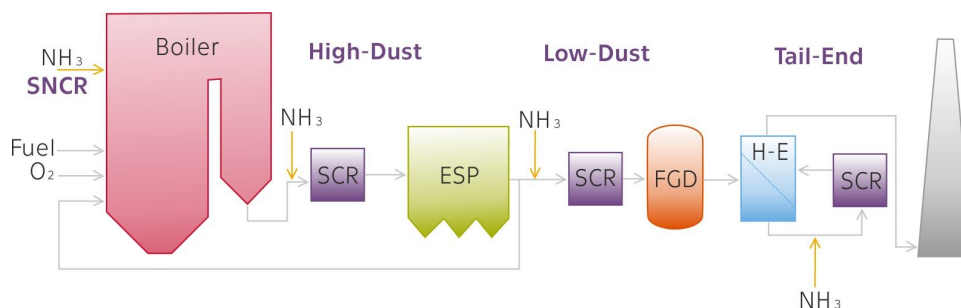 Boiler
High-Dust
Low-Dust
Tail-End
NH₃
SNCR
Fuel
O₂
NH₃
SCR
ESP
NH₃
SCR
FGD
H-E
SCR
NH₃